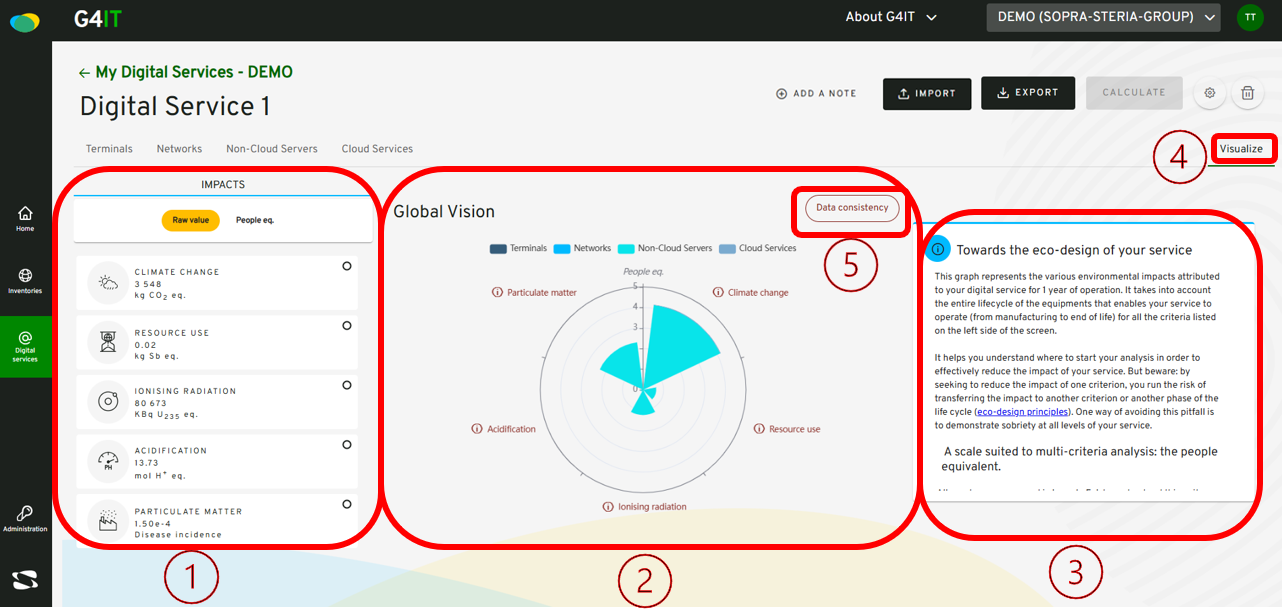 G4IT
About G4IT
DEMO (SOPRA-STERIA-GROUP)
TT
← My Digital Services - DEMO
Digital Service 1
ADD A NOTE
IMPORT
EXPORT
CALCULATE
Terminals
Networks
Non-Cloud Servers
Cloud Services
4
Visualize
Home
Inventories
Digital
services
Administration
IMPACTS
Raw value
People eq.
CLIMATE CHANGE
3 548
kg CO2 eq.
RESOURCE USE
0.02
kg Sb eq.
IONISING RADIATION
80 673
KBq U235 eq.
ACIDIFICATION
13.73
mol H+ eq.
PH
PARTICULATE MATTER
1.50e-4
Disease incidence
1
Global Vision
Data consistency
5
Terminals
Networks
Non-Cloud Servers
Cloud Services
People eq.
5
4
3
0
Particulate matter
Climate change
Acidification
Resource use
Ionising radiation
2
Towards the eco-design of your service
This graph represents the various environmental impacts attributed
to your digital service for 1 year of operation. It takes into account
the entire lifecycle of the equipments that enables your service to
operate (from manufacturing to end of life) for all the criteria listed
on the left side of the screen.
It helps you understand where to start your analysis in order to
effectively reduce the impact of your service. But beware: by
seeking to reduce the impact of one criterion, you run the risk of
transferring the impact to another criterion or another phase of the
life cycle (eco-design principles). One way of avoiding this pitfall is
to demonstrate sobriety at all levels of your service.
A scale suited to multi-criteria analysis: the people
equivalent.
3